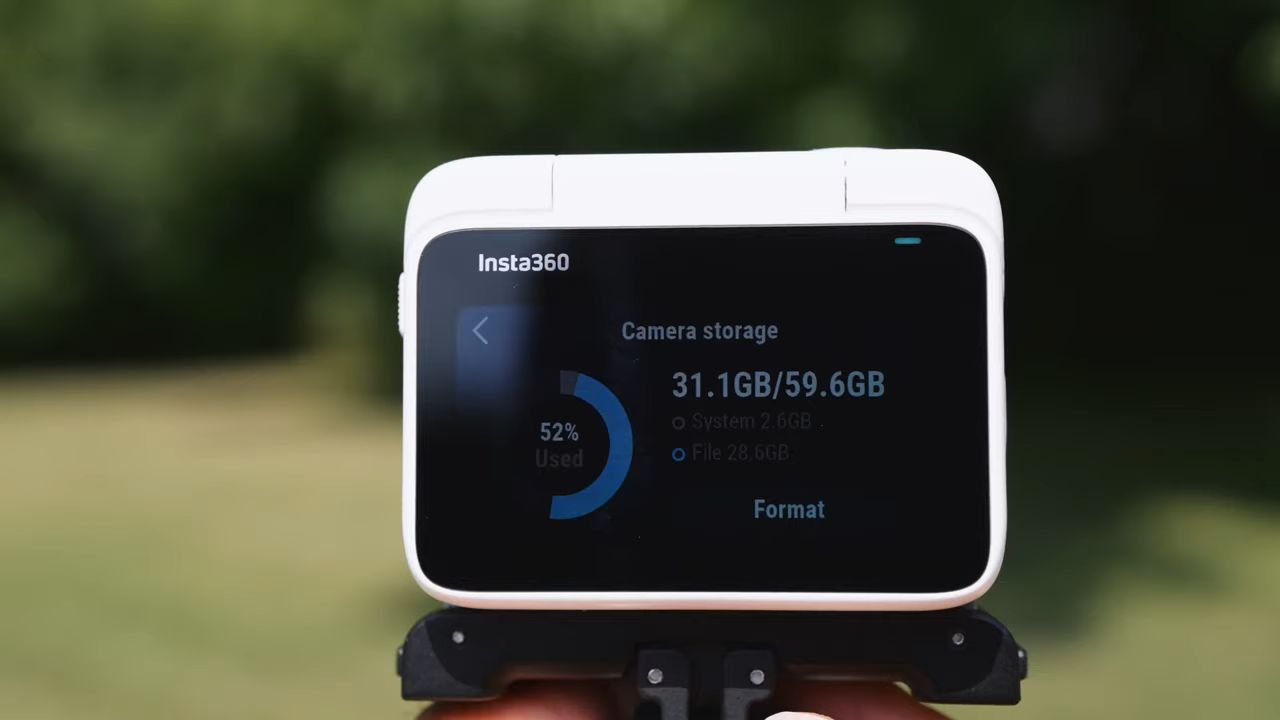 Insta360
Camera storage
31.1GB/59.6GB
52%
System 2.6GB
Used
File 28.6GB
Format